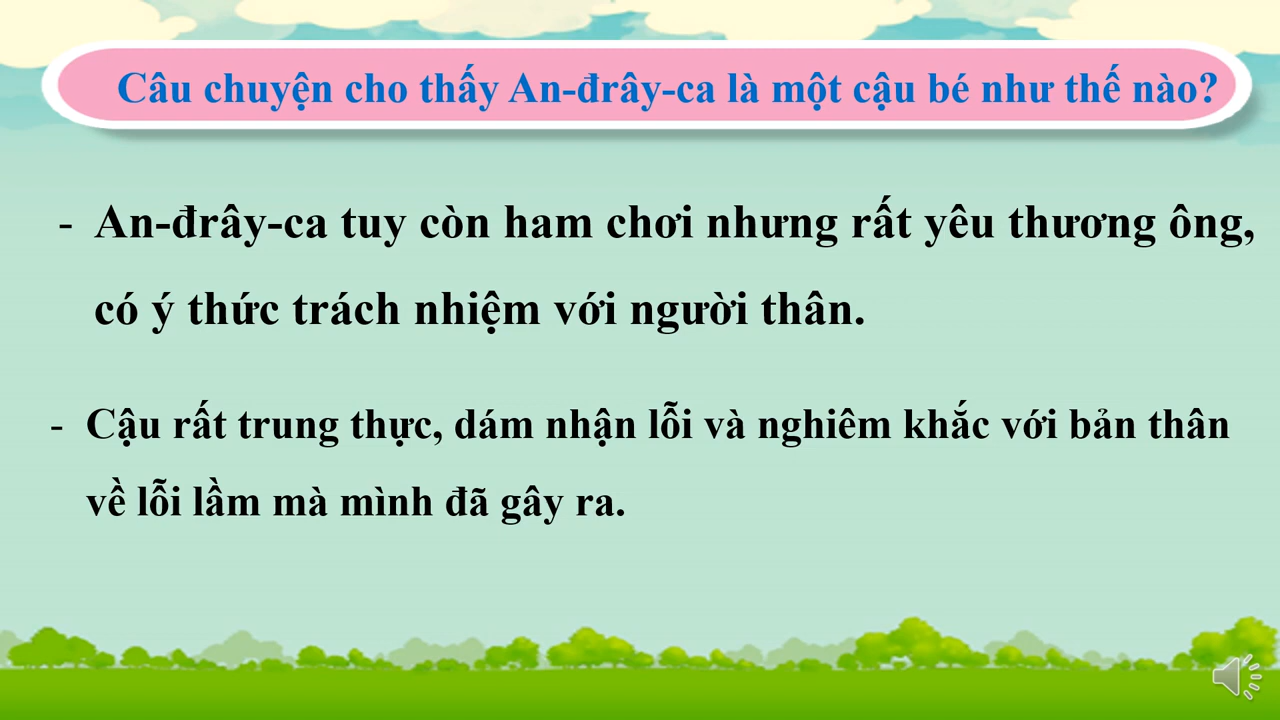 Câu chuyện cho thấy An-đrây-ca là một cậu bé như thế nào?
- An-đrây-ca tuy còn ham chơi nhưng rất yêu thương ông,
có ý thức trách nhiệm với người thân.
- Cậu rất trung thực, dám nhận lỗi và nghiêm khắc với bản thân
về lỗi lầm mà mình đã gây ra.